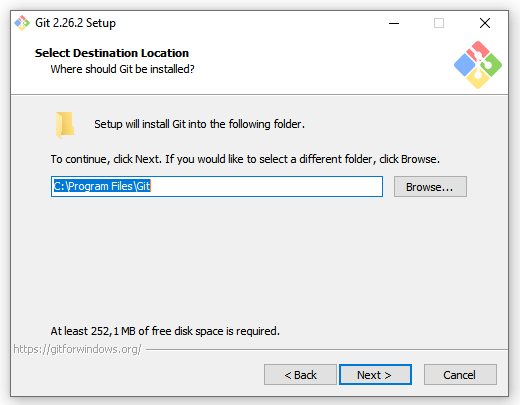 Git 2.26.2 Setup
Select Destination Location
Where should Git be installed?
Setup will install Git into the following folder.
To continue, click Next. If you would like to select a different folder, click Browse.
C:\Program Files\Git
Browse...
At least 252,1 MB of free disk space is required.
https://gitforwindows.org/
< Back
Next >
Cancel